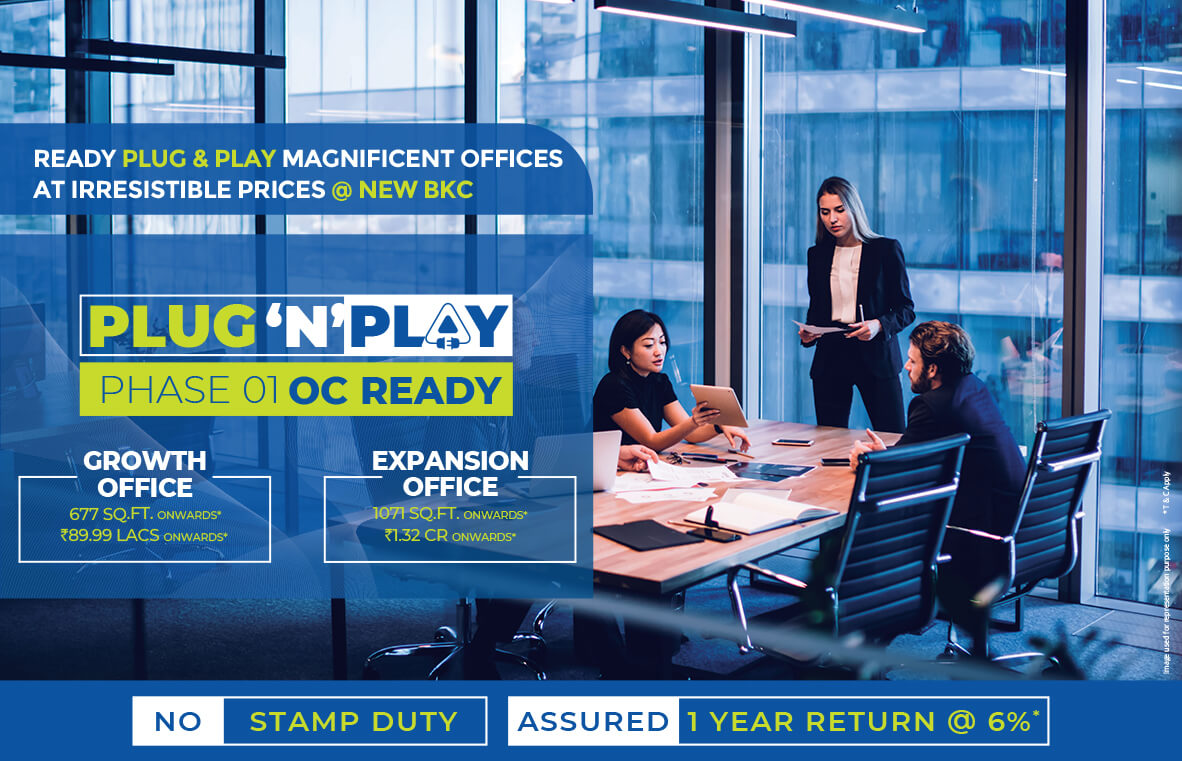 READY PLUG & PLAY MAGNIFICENT OFFICES
AT IRRESISTIBLE PRICES @ NEW BKC
PLUG ‘N’ PLAY
PHASE 01 OC READY
GROWTH
OFFICE
677 SQ.FT. ONWARDS*
₹89.99 LACS ONWARDS*
EXPANSION
OFFICE
1071 SQ.FT. ONWARDS*
₹1.32 CR ONWARDS*
Image used for representation purpose only *T & C Apply
NO STAMP DUTY
ASSURED 1 YEAR RETURN @ 6%*